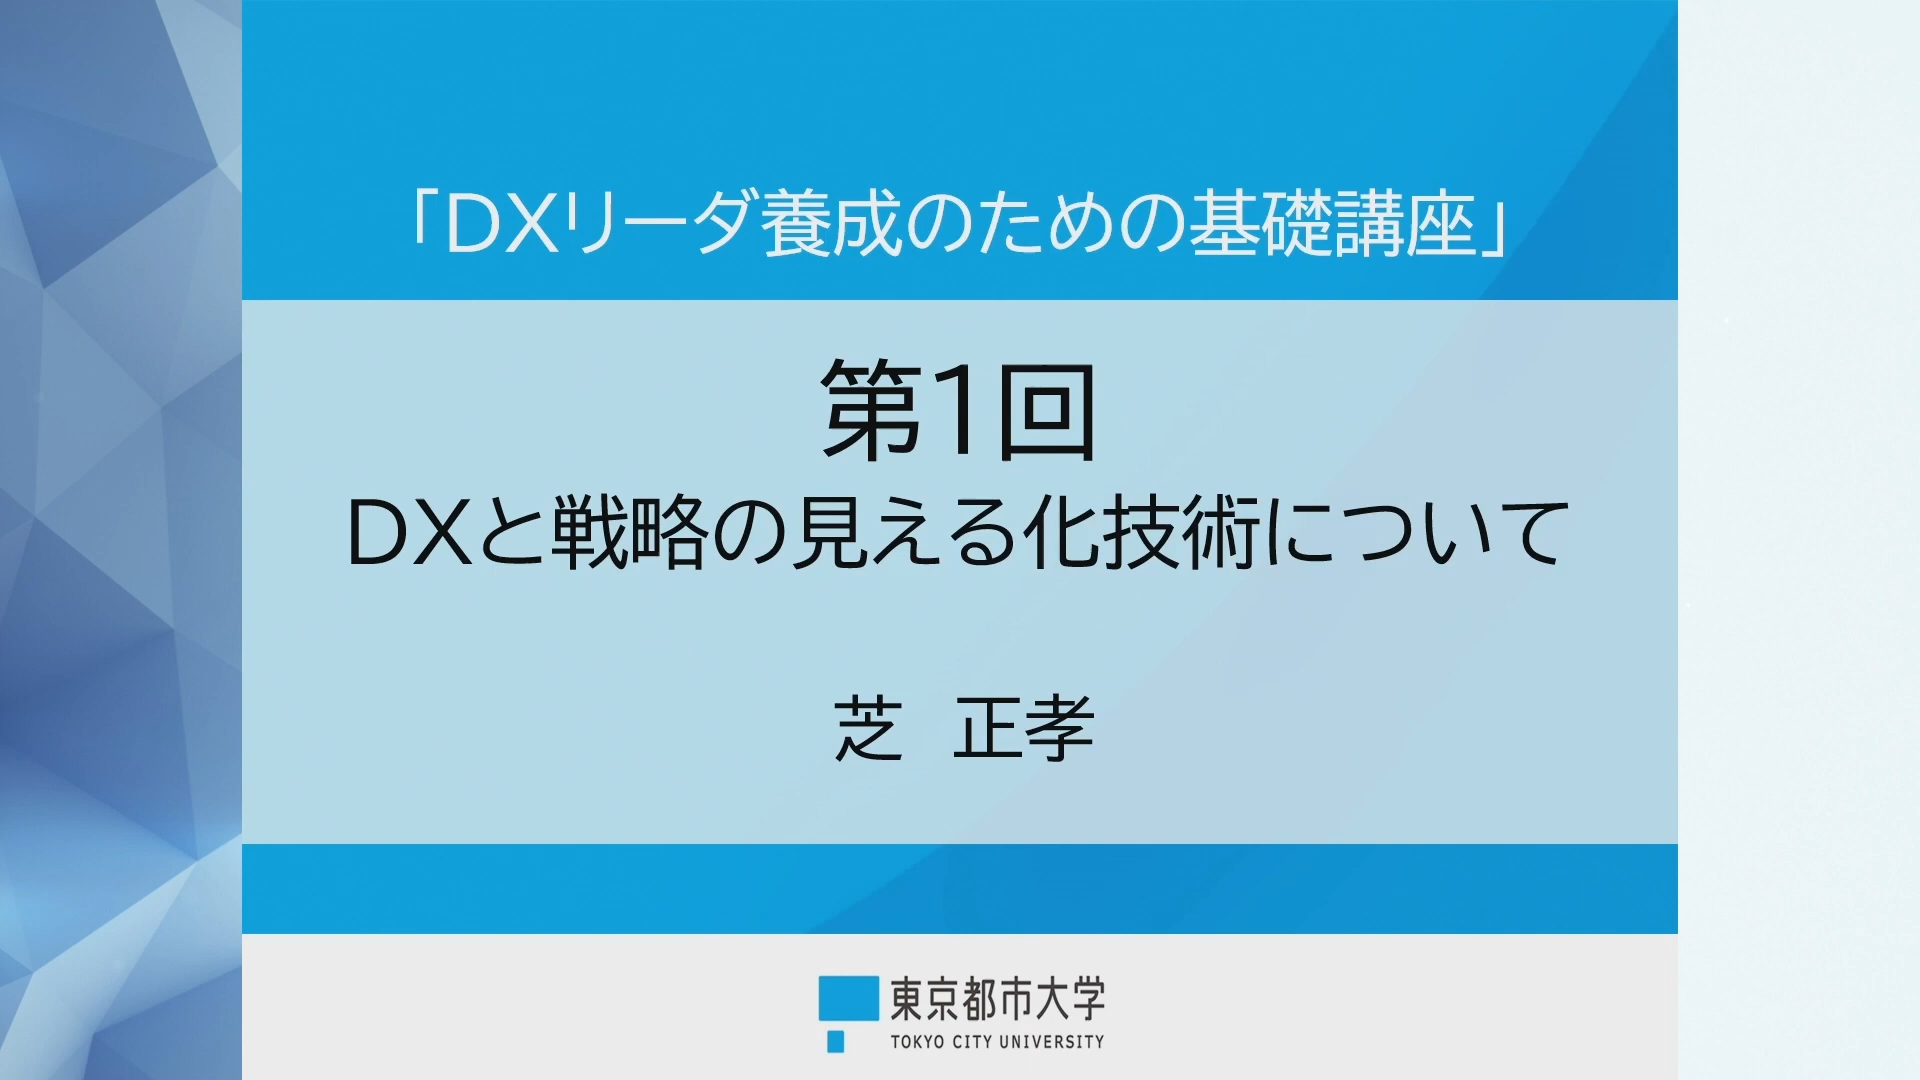 「DXリーダ養成のための基礎講座」
第1回
DXと戦略の見える化技術について
芝 正孝
東京都市大学
TOKYO CITY UNIVERSITY